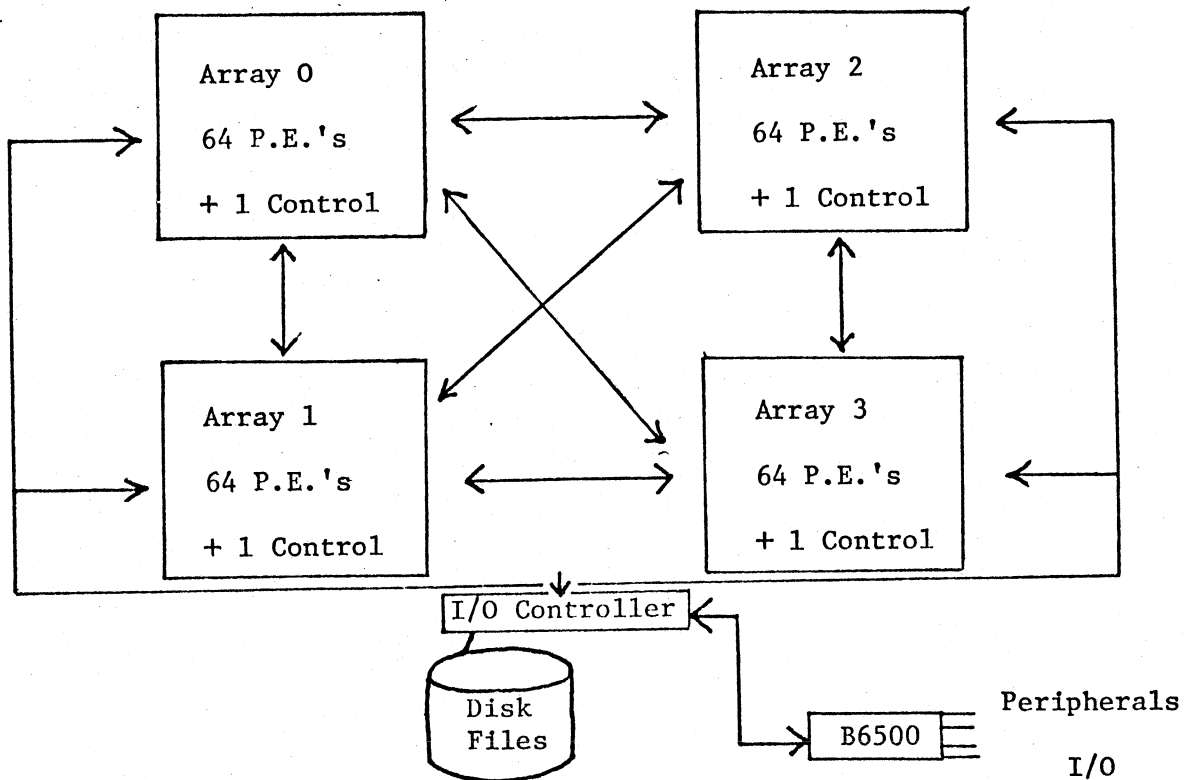 Array 0
64 P.E.'s
+ 1 Control
Array 2
64 P.E.'s
+ 1 Control
Array 1
64 P.E.'s
+ 1 Control
Array 3
64 P.E.'s
+ 1 Control
I/O Controller
Disk
Files
B6500
Peripherals
I/O